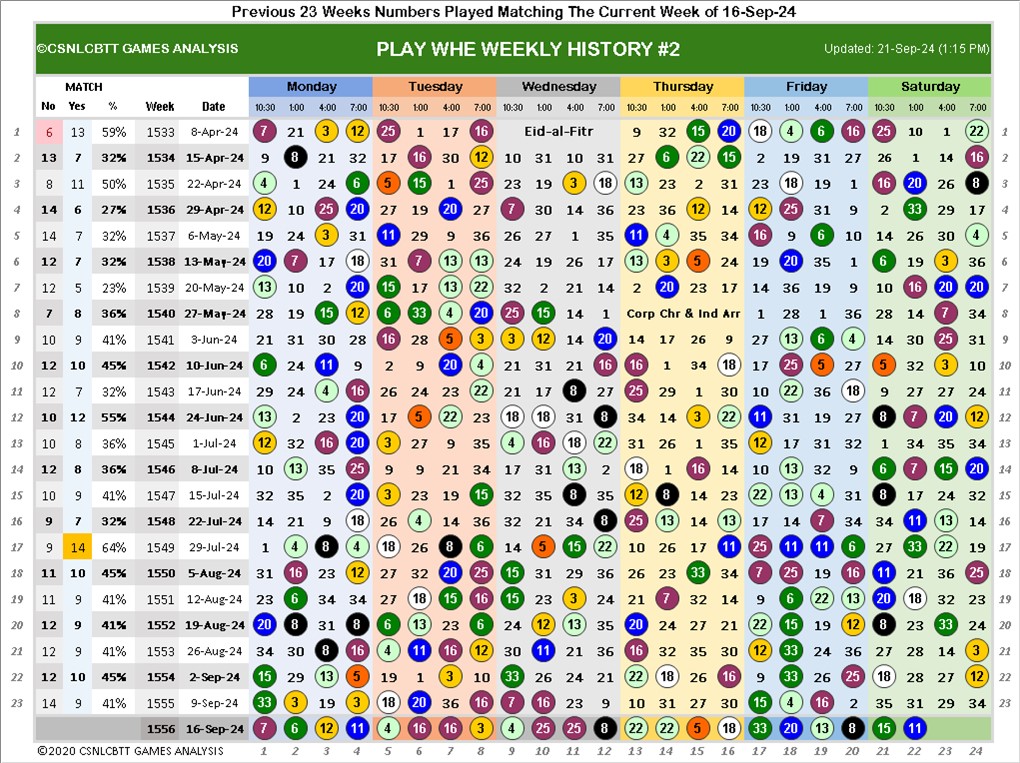 Previous 23 Weeks Numbers Played Matching The Current Week of 16-Sep-24
©CSNLCBTT GAMES ANALYSIS PLAY WHE WEEKLY HISTORY #2 Updated: 21-Sep-24 (1:15 PM)
MATCH Monday Tuesday Wednesday Thursday Friday Saturday
No Yes % Week Date 10:30 1:00 4:00 7:00 10:30 1:00 4:00 7:00 10:30 1:00 4:00 7:00 10:30 1:00 4:00 7:00 10:30 1:00 4:00 7:00 10:30 1:00 4:00 7:00
1 6 13 59% 1533 8-Apr-24 7 21 3 12 25 1 17 16 Eid-al-Fitr 9 32 15 20 18 4 6 16 25 10 1 22 1
2 13 7 32% 1534 15-Apr-24 9 8 21 32 17 16 30 12 10 31 10 31 27 6 22 15 2 19 31 27 26 1 14 16 2
3 8 11 50% 1535 22-Apr-24 4 1 24 6 5 15 1 25 23 19 3 18 13 23 2 31 23 18 19 1 16 20 26 8 3
4 14 6 27% 1536 29-Apr-24 12 10 25 20 27 19 20 27 7 30 14 36 23 36 12 14 12 25 31 9 2 33 29 17 4
5 14 7 32% 1537 6-May-24 19 24 3 31 11 29 9 36 26 27 1 35 11 4 35 34 16 9 6 10 14 26 30 4 5
6 12 7 32% 1538 13-May-24 20 7 17 18 31 7 13 13 24 19 26 17 13 3 5 24 19 20 35 1 6 19 3 36 6
7 12 5 23% 1539 20-May-24 13 10 2 20 15 17 13 22 32 2 21 14 2 20 23 17 14 36 19 9 10 16 20 20 7
8 7 8 36% 1540 27-May-24 28 19 15 12 6 33 4 20 25 15 14 1 Corp Chr & Ind Arr 1 28 1 36 28 14 7 34 8
9 10 9 41% 1541 3-Jun-24 21 31 30 28 16 28 5 3 3 12 14 20 14 17 26 9 27 13 6 4 14 30 25 31 9
10 12 10 45% 1542 10-Jun-24 6 24 11 9 2 9 20 4 21 31 21 16 16 1 34 18 17 25 5 27 5 32 3 10 10
11 12 7 32% 1543 17-Jun-24 29 24 4 16 26 24 23 22 21 17 8 27 25 29 1 30 10 22 36 18 9 27 27 24 11
12 10 12 55% 1544 24-Jun-24 13 2 23 20 17 5 22 23 18 18 31 8 34 14 3 22 11 31 19 27 8 7 20 12 12
13 10 8 36% 1545 1-Jul-24 12 32 16 20 3 27 9 35 4 16 18 22 31 26 1 35 12 17 31 32 1 34 35 34 13
14 12 8 36% 1546 8-Jul-24 10 13 35 25 9 9 21 34 17 31 13 2 18 1 16 14 10 13 32 9 6 7 15 20 14
15 10 9 41% 1547 15-Jul-24 32 35 2 20 3 23 19 15 32 35 8 35 12 8 14 23 22 13 4 31 8 17 24 32 15
16 9 7 32% 1548 22-Jul-24 14 21 9 18 26 4 14 36 32 21 34 8 25 13 14 13 19 14 7 34 34 11 13 14 16
17 9 14 64% 1549 29-Jul-24 1 4 8 4 18 26 8 6 14 5 15 22 10 26 17 11 25 11 11 6 27 33 22 19 17
18 11 10 45% 1550 5-Aug-24 31 16 23 12 27 32 20 25 15 31 29 36 26 23 33 34 7 25 19 16 11 21 36 25 18
19 11 9 41% 1551 12-Aug-24 23 6 34 34 27 18 15 16 15 23 3 24 21 7 32 14 9 6 22 13 20 18 32 23 19
20 12 9 41% 1552 19-Aug-24 20 8 31 8 6 13 23 6 24 12 13 35 20 24 27 21 22 15 19 12 8 23 33 24 20
21 12 9 41% 1553 26-Aug-24 34 30 8 16 4 11 16 12 30 11 21 36 16 32 35 19 12 33 24 36 27 28 14 3 21
22 12 10 45% 1554 2-Sep-24 15 29 13 5 19 1 3 10 33 26 24 21 22 18 26 16 9 33 26 25 18 28 27 12 22
23 14 9 41% 1555 9-Sep-24 33 3 19 3 18 20 36 16 7 16 23 29 10 31 27 30 15 4 16 2 35 31 29 34 23
1556 16-Sep-24 7 6 12 11 4 16 16 3 4 25 25 8 22 22 5 18 33 20 13 8 15 11
©2020 CSNLCBTT GAMES ANALYSIS 1 2 3 4 5 6 7 8 9 10 11 12 13 14 15 16 17 18 19 20 21 22 23 24